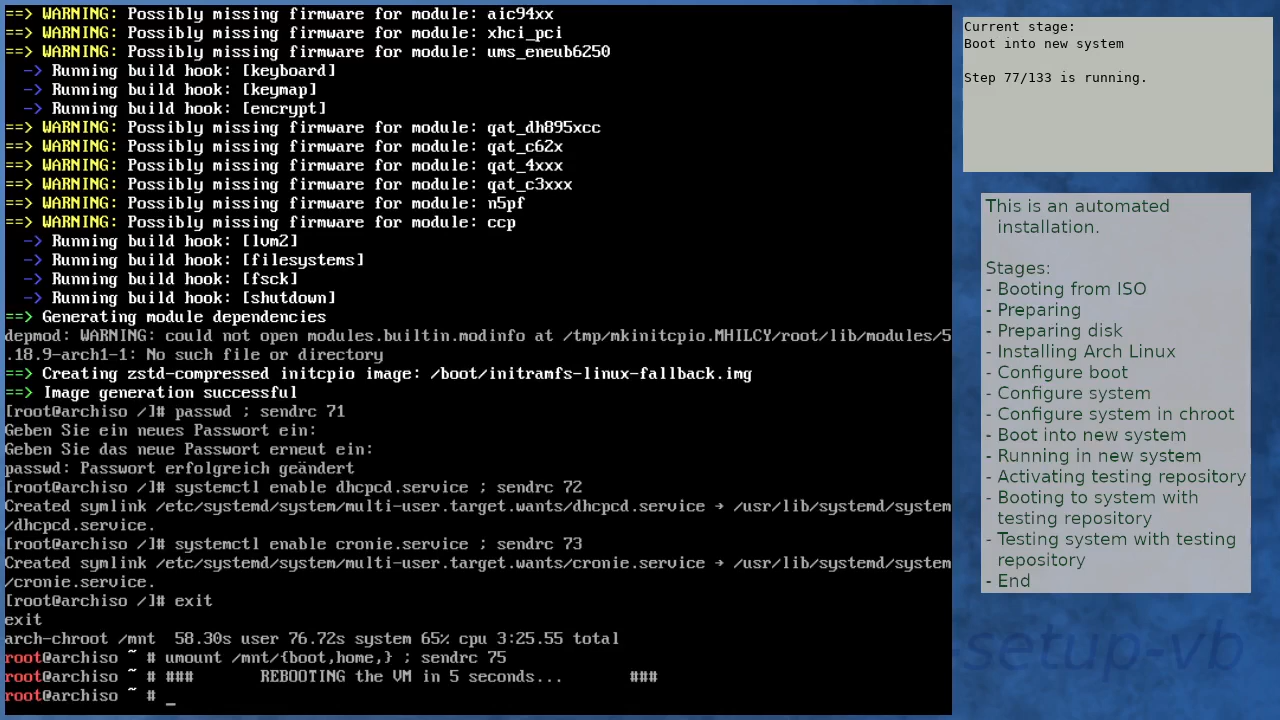 ==> WARNING: Possibly missing firmware for module: aic94xx
==> WARNING: Possibly missing firmware for module: xhci_pci
==> WARNING: Possibly missing firmware for module: ums_eneub6250
  -> Running build hook: [keyboard]
  -> Running build hook: [keymap]
  -> Running build hook: [encrypt]
==> WARNING: Possibly missing firmware for module: qat_dh895xcc
==> WARNING: Possibly missing firmware for module: qat_c62x
==> WARNING: Possibly missing firmware for module: qat_4xxx
==> WARNING: Possibly missing firmware for module: qat_c3xxx
==> WARNING: Possibly missing firmware for module: n5pf
==> WARNING: Possibly missing firmware for module: ccp
  -> Running build hook: [lvm2]
  -> Running build hook: [filesystems]
  -> Running build hook: [fsck]
  -> Running build hook: [shutdown]
==> Generating module dependencies
depmod: WARNING: could not open modules.builtin.modinfo at /tmp/mkinitcpio.MHILCY/root/lib/modules/5
.18.9-arch1-1: No such file or directory
==> Creating zstd-compressed initcpio image: /boot/initramfs-linux-fallback.img
==> Image generation successful
[root@archiso /]# passwd ; sendrc 71
Geben Sie ein neues Passwort ein:
Geben Sie das neue Passwort erneut ein:
passwd: Passwort erfolgreich geändert
[root@archiso /]# systemctl enable dhcpcd.service ; sendrc 72
Created symlink /etc/systemd/system/multi-user.target.wants/dhcpcd.service → /usr/lib/systemd/system
/dhcpcd.service.
[root@archiso /]# systemctl enable cronie.service ; sendrc 73
Created symlink /etc/systemd/system/multi-user.target.wants/cronie.service → /usr/lib/systemd/system
/cronie.service.
[root@archiso /]# exit
exit
arch-chroot /mnt  58.30s user 76.72s system 65% cpu 3:25.55 total
root@archiso ~ # umount /mnt/{boot,home,} ; sendrc 75
root@archiso ~ # ###       REBOOTING the VM in 5 seconds...       ###
root@archiso ~ # _
Current stage:
Boot into new system
Step 77/133 is running.
This is an automated
installation.
Stages:
- Booting from ISO
- Preparing
- Preparing disk
- Installing Arch Linux
- Configure boot
- Configure system
- Configure system in chroot
- Boot into new system
- Running in new system
- Activating testing repository
- Booting to system with
testing repository
- Testing system with testing
repository
- End
-setup-vb